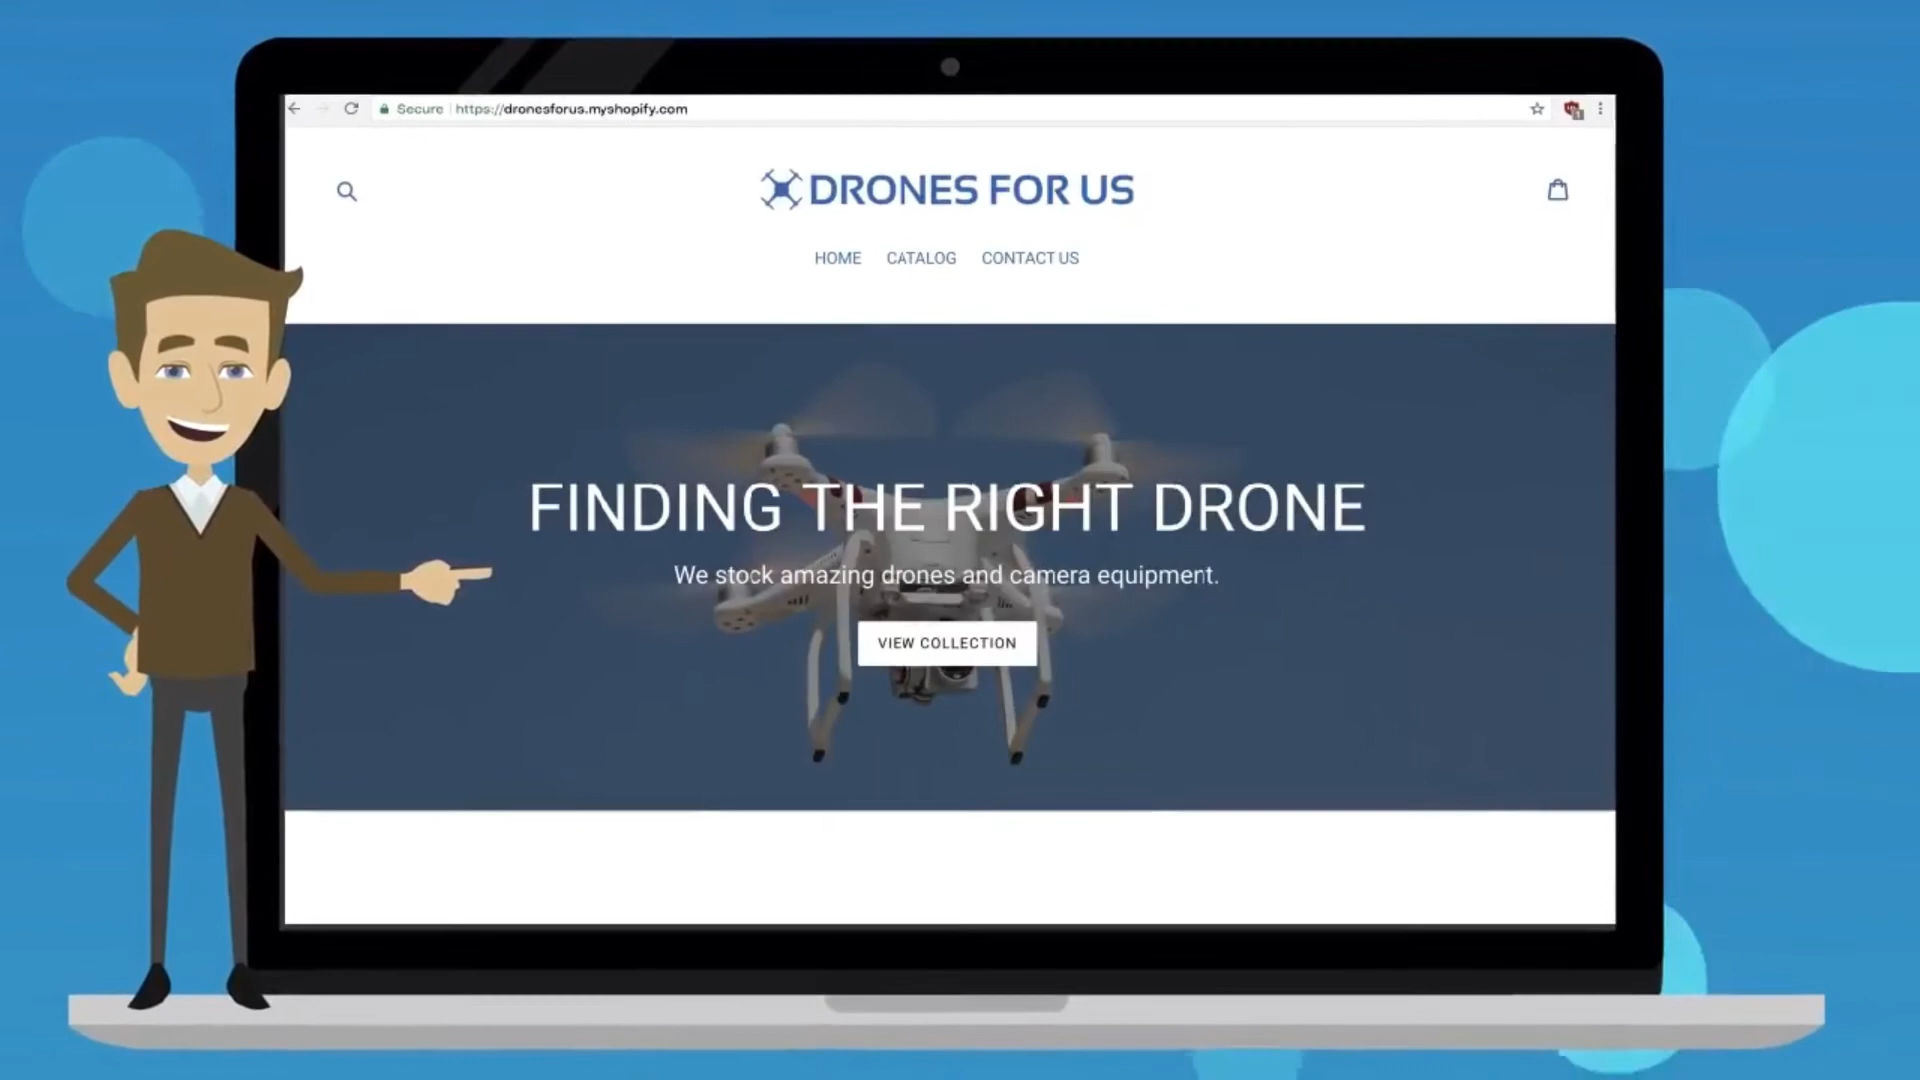 Secure | https://dronesforus.myshopify.com
1
DRONES FOR US
HOME CATALOG CONTACT US
FINDING THE RIGHT DRONE
We stock amazing drones and camera equipment.
VIEW COLLECTION